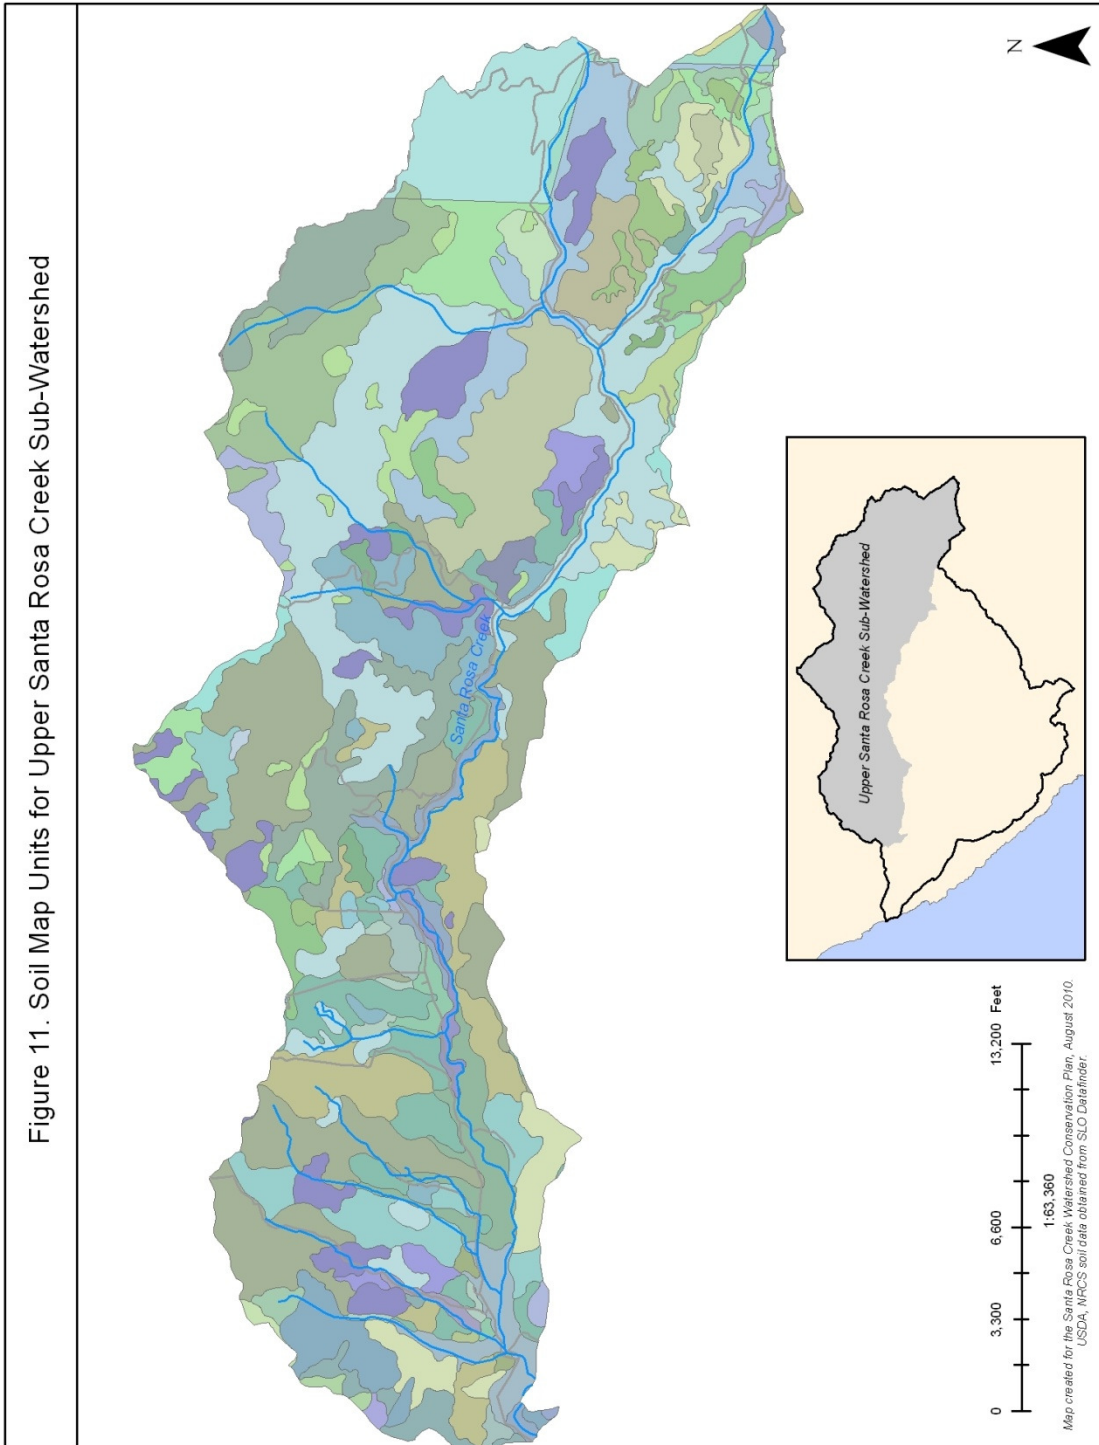 Figure 11. Soil Map Units for Upper Santa Rosa Creek Sub-Watershed
N
Santa Rosa Creek
Upper Santa Rosa Creek Sub-Watershed
0 3,300 6,600 13,200 Feet
1:63,360
Map created for the Santa Rosa Creek Watershed Conservation Plan, August 2010.
USDA, NRCS soil data obtained from SLO Datafinder.